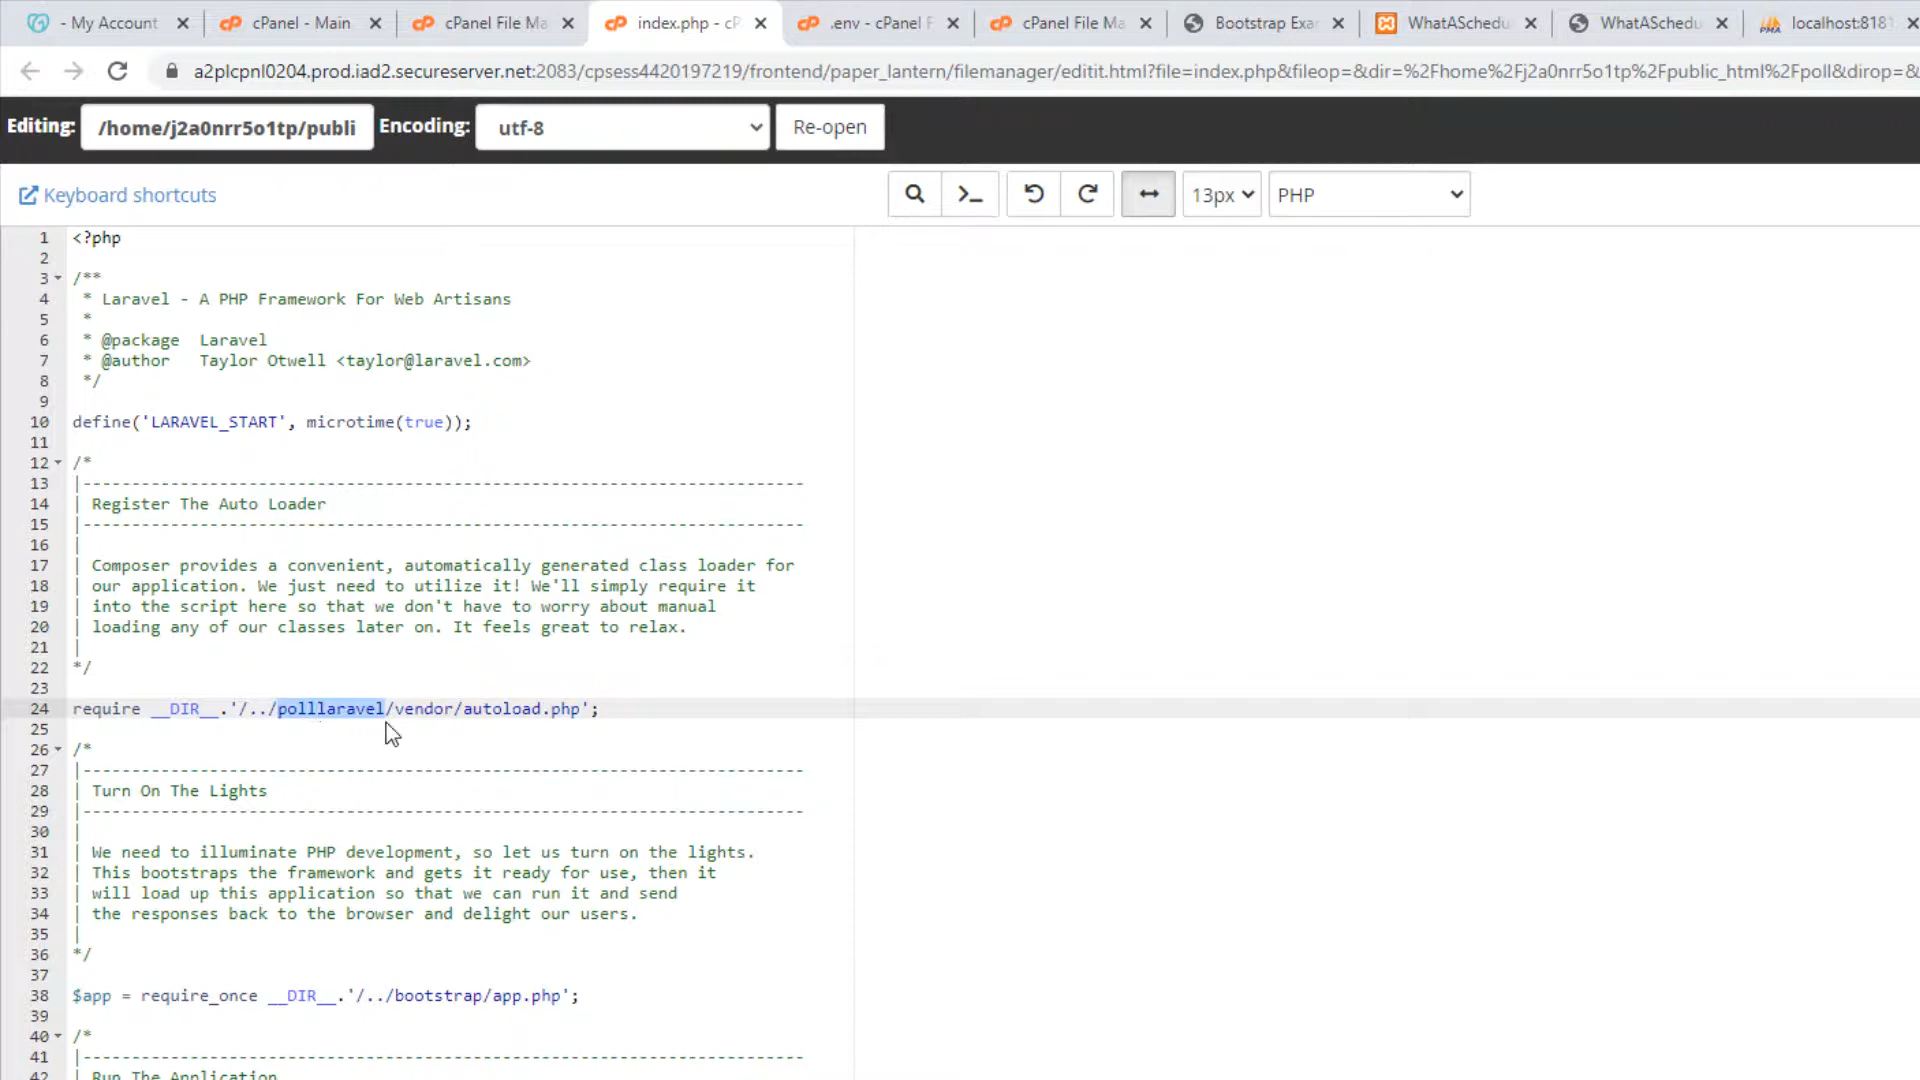 - My Account
cPanel - Main
cPanel File Ma
index.php - cP
.env - cPanel F
cPanel File Ma
Bootstrap Exa
WhatASchedu
WhatASchedu
localhost:8181
a2plcpnl0204.prod.iad2.secureserver.net:2083/cpsess4420197219/frontend/paper_lantern/filemanager/editit.html?file=index.php&fileop=&dir=%2Fhome%2Fj2a0nrr5o1tp%2Fpublic_html%2Fpoll&dirop=&
Editing: /home/j2a0nrr5o1tp/publi Encoding: utf-8 Re-open
Keyboard shortcuts 13px PHP
1 <?php
2
3 /**
4 * Laravel - A PHP Framework For Web Artisans
5 *
6 * @package  Laravel
7 * @author   Taylor Otwell <taylor@laravel.com>
8 */
9
10 define('LARAVEL_START', microtime(true));
11
12 /*
13 |--------------------------------------------------------------------------
14 | Register The Auto Loader
15 |--------------------------------------------------------------------------
16 |
17 | Composer provides a convenient, automatically generated class loader for
18 | our application. We just need to utilize it! We'll simply require it
19 | into the script here so that we don't have to worry about manual
20 | loading any of our classes later on. It feels great to relax.
21 |
22 */
23
24 require __DIR__.'/../polllaravel/vendor/autoload.php';
25
26 /*
27 |--------------------------------------------------------------------------
28 | Turn On The Lights
29 |--------------------------------------------------------------------------
30 |
31 | We need to illuminate PHP development, so let us turn on the lights.
32 | This bootstraps the framework and gets it ready for use, then it
33 | will load up this application so that we can run it and send
34 | the responses back to the browser and delight our users.
35 |
36 */
37
38 $app = require_once __DIR__.'/../bootstrap/app.php';
39
40 /*
41 |--------------------------------------------------------------------------
42 | Run The Application